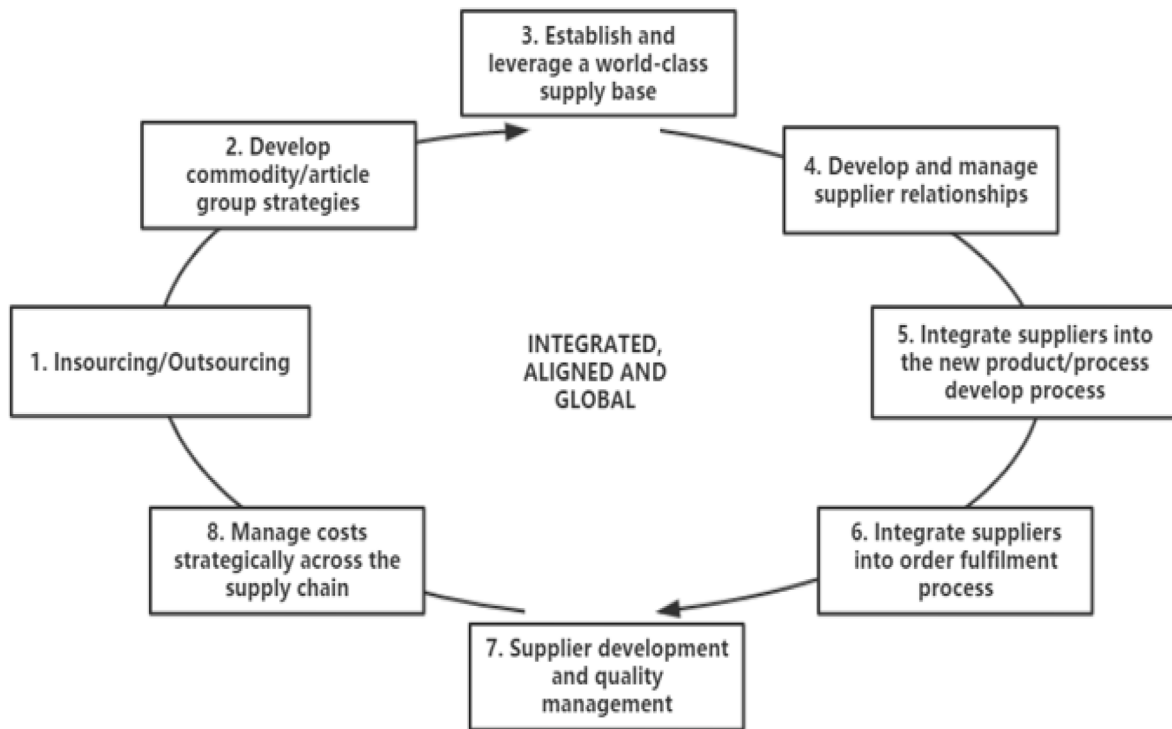 3. Establish and
leverage a world-class
supply base
2. Develop
commodity/article
group strategies
4. Develop and manage
supplier relationships
1. Insourcing/Outsourcing
INTEGRATED,
ALIGNED AND
GLOBAL
5. Integrate suppliers into
the new product/process
develop process
8. Manage costs
strategically across the
supply chain
6. Integrate suppliers
into order fulfilment
process
7. Supplier development
and quality
management